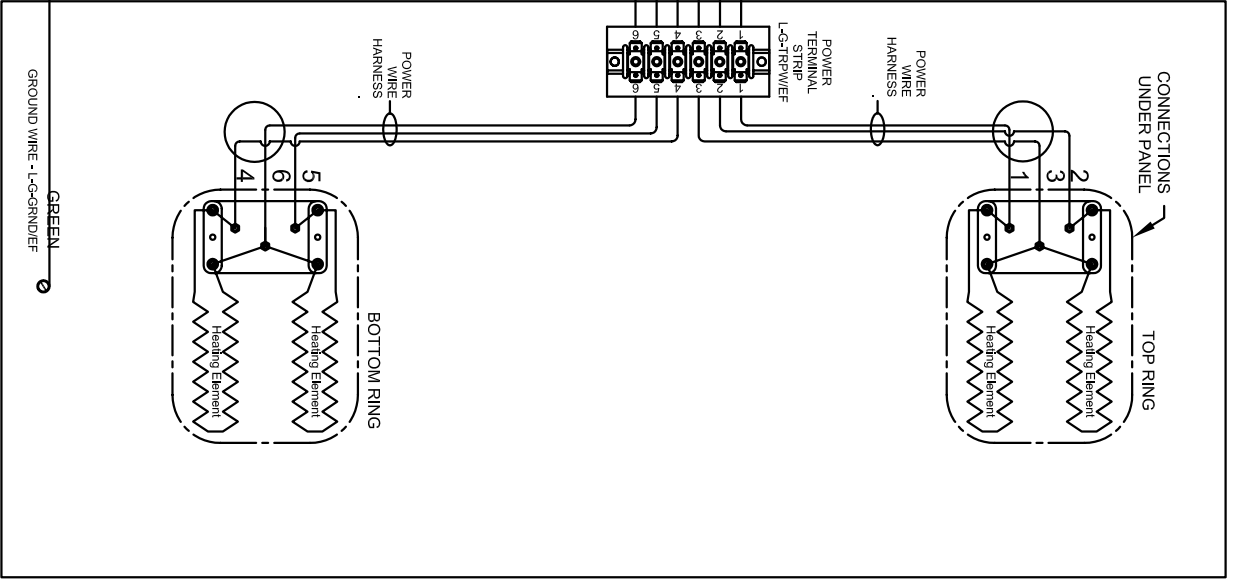 CONNECTIONS
UNDER PANEL
TOP RING
POWER
WIRE
HARNESS
2
3
1
Heating Element
Heating Element
POWER
TERMINAL
STRIP
L-G-TRPW/EF
1
2
3
4
5
6
1
2
3
4
5
6
POWER
WIRE
HARNESS
BOTTOM RING
5
6
4
Heating Element
Heating Element
GREEN
GROUND WIRE - L-G-GRND/EF